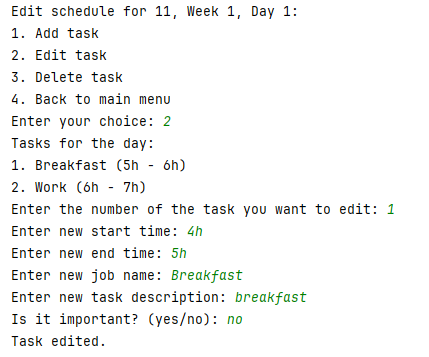 Edit schedule for 11, Week 1, Day 1:
1. Add task
2. Edit task
3. Delete task
4. Back to main menu
Enter your choice: 2
Tasks for the day:
1. Breakfast (5h - 6h)
2. Work (6h - 7h)
Enter the number of the task you want to edit: 1
Enter new start time: 4h
Enter new end time: 5h
Enter new job name: Breakfast
Enter new task description: breakfast
Is it important? (yes/no): no
Task edited.